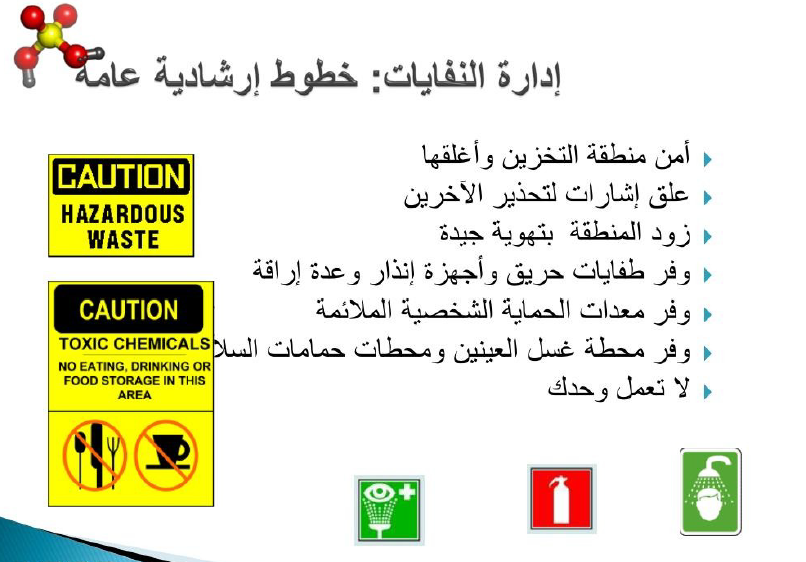 إدارة النفايات: خطوط إرشادية عامة
أمن منطقة التخزين وأغلقها
علق إشارات لتحذير الآخرين
زود المنطقة بتهوية جيدة
وفر طفايات حريق وأجهزة إنذار وعدة إراقة
وفر معدات الحماية الشخصية الملائمة
وفر محطة غسل العينين ومحطات حمامات
لا تعمل وحدك
CAUTION
HAZARDOUS
WASTE
CAUTION
TOXIC CHEMICALS
NO EATING, DRINKING OR
FOOD STORAGE IN THIS
AREA